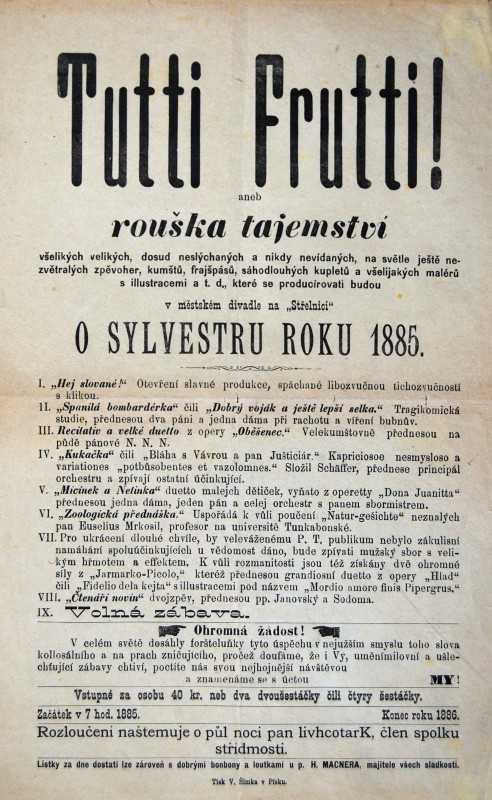 Tutti Frutti!
aneb
rouška tajemství
všelikých velikých, dosud neslýchaných a nikdy nevídaných, na světle ještě ne-
zvětralých zpěvoher, kumštů, frajšpásů, sáhodlouhých kupletů a všelijakých malérů
s illustracemi a t. d., které se producírovati budou
v městském divadle na „Střelnici“
O SYLVESTRU ROKU 1885.
I. „Hej slované!“ Otevření slavné produkce, spáchané libozvučnou tichozvučností
s klikou.
II. „Spanilá bombardérka“ čili „Dobrý voják a ještě lepší selka.“ Tragikomická
studie, přednesou dva páni a jedna dáma při rachotu a víření bubnův.
III. Recitativ a velké duetto z opery „Oběšenec.“ Velekumštovně přednesou na
půdě pánové N. N. N.
IV. „Kukačka“ čili „Bláha s Vávrou a pan Jušticiár.“ Kapriciosoe nesmysloso a
variationes „potbůsobentes et vazolomnes.“ Složil Schäffer, přednese principál
orchestru a zpívají ostatní účinkující.
V. „Micinek a Netinka“ duetto malejch dětiček, vyňato z operetty „Dona Juanitta“
přednesou jedna dáma, jeden pán a celej orchestr s panem sbormistrem.
VI. „Zoologická přednáška.“ Uspořádá k vůli poučení „Natur-gešichte“ neznalých
pan Euselius Mrkosil, profesor na universitě Tunkabonské.
VII. Pro ukrácení dlouhé chvíle, by veleváženému P. T. publikum nebylo zákulisní
namáhání spoluúčinkujících u vědomost dáno, bude zpívati mužský sbor s veli-
kým hřmotem a effektem. K vůli rozmanitosti jsou též získány dvě ohromné
síly z „Jarmarko-Picolo,“ kteréž přednesou grandiosní duetto z opery „Hlad“
čili „Fidelio dela kejta“ s illustracemi pod názvem „Mordio amore finis Pipergrus.“
VIII. „Čtenáři novin“ dvojzpěv, přednesou pp. Janovský a Sodoma.
IX. Volná zábava.
Ohromná žádost!
V celém světě dosáhly foršteluňky tyto úspěchu v nejužším smyslu toho slova
kollosálního a na prach zničujícího, pročež doufáme, že i Vy, uměnímilovní a ušle-
chťující zábavy chtiví, poctíte nás svou nejhojnější návštěvou
a znamenáme se s úctou MY!
Vstupné za osobu 40 kr. neb dva dvoušestáčky čili čtyry šestáčky.
Začátek v 7 hod. 1885. Konec roku 1886.
Rozloučení naštemuje o půl noci pan livhcotarK, člen spolku
střídmosti.
Lístky za dne dostati lze zároveň s dobrými bonbony a loutkami u p. H. MACNERA, majitele všech sladkostí.
Tisk V. Šimka v Písku.